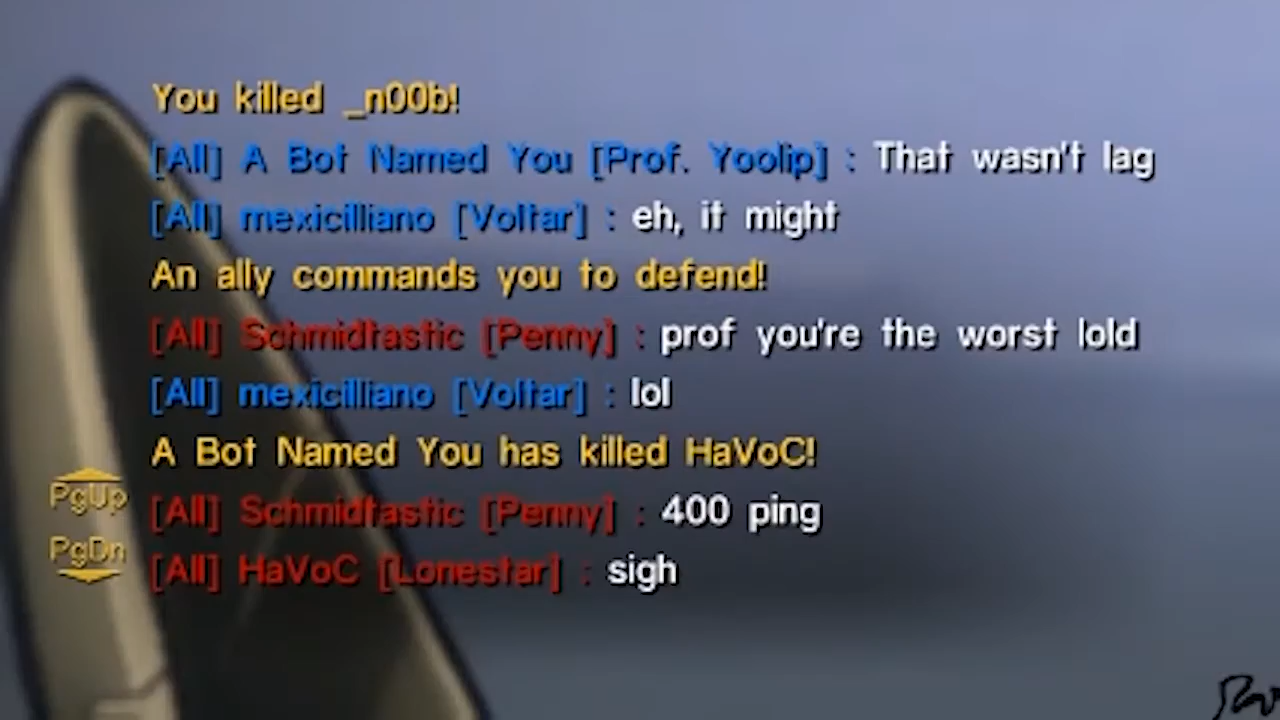 You killed _n00b!
[All] A Bot Named You [Prof. Yoolip] : That wasn't lag
[All] mexicilliano [Voltar] : eh, it might
An ally commands you to defend!
[All] Schmidtastic [Penny] : prof you're the worst lold
[All] mexicilliano [Voltar] : lol
A Bot Named You has killed HaVoC!
PgUp
[All] Schmidtastic [Penny] : 400 ping
PgDn
[All] HaVoC [Lonestar] : sigh